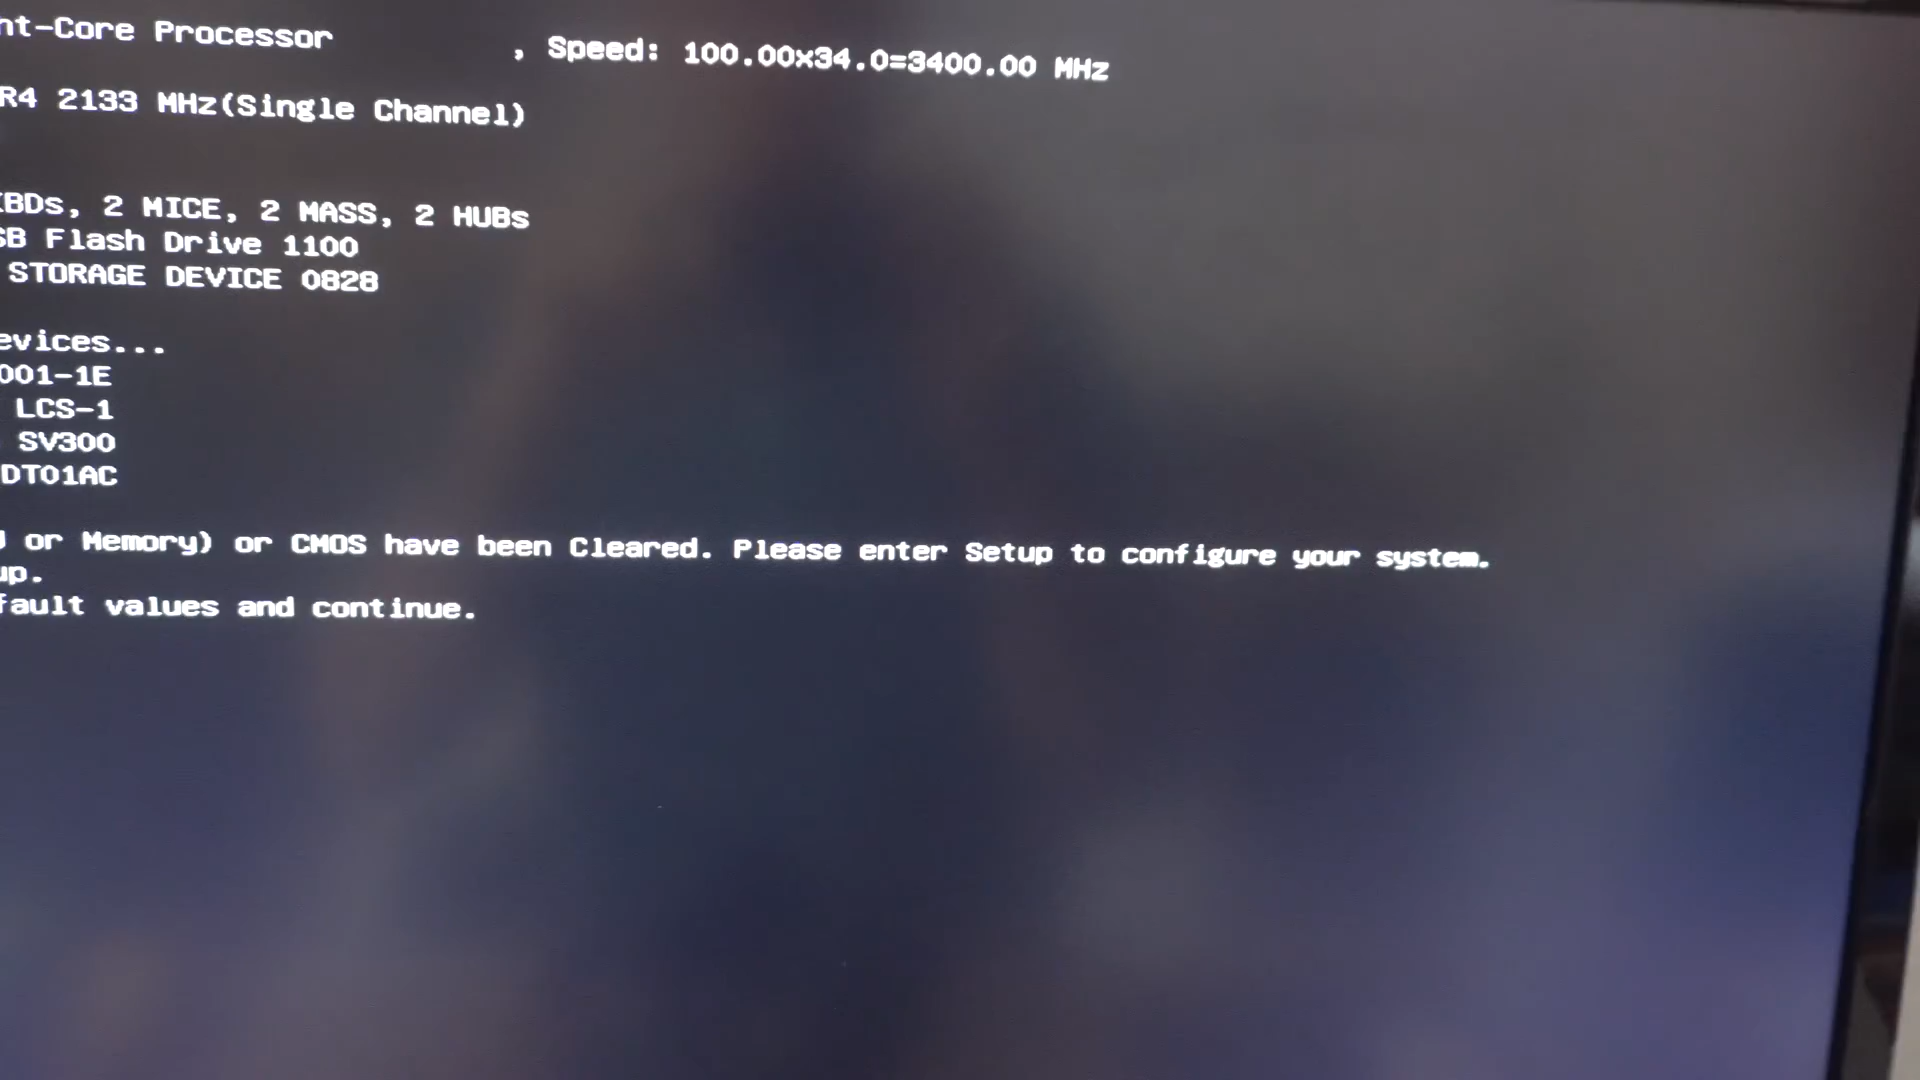 nt-Core Processor , Speed: 100.00x34.0=3400.00 MHz
R4 2133 MHz(Single Channel)
KBDs, 2 MICE, 2 MASS, 2 HUBs
SB Flash Drive 1100
STORAGE DEVICE 0828
evices...
001-1E
LCS-1
SV300
DT01AC
or Memory) or CMOS have been Cleared. Please enter Setup to configure your system.
up.
fault values and continue.